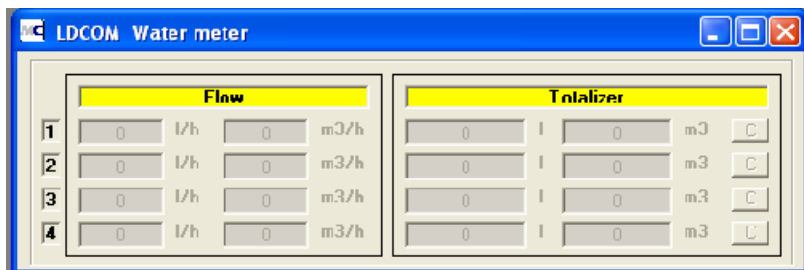 MC LDCOM Water meter
Flow Totalizer
1 0 l/h 0 m3/h 0 l 0 m3 C
2 0 l/h 0 m3/h 0 l 0 m3 C
3 0 l/h 0 m3/h 0 l 0 m3 C
4 0 l/h 0 m3/h 0 l 0 m3 C